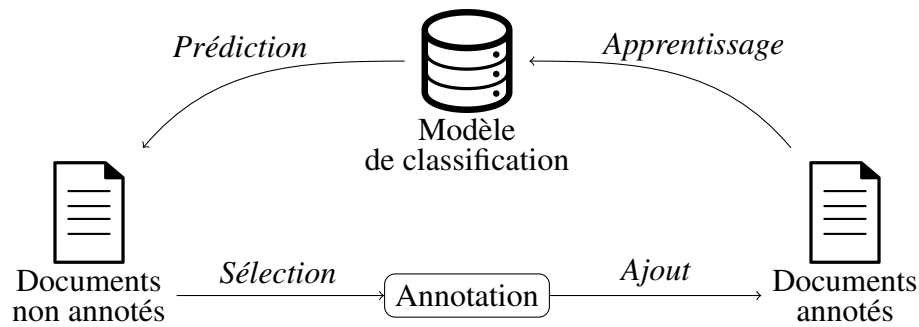 Prédiction
Apprentissage
Modèle
de classification
Documents
non annotés
Sélection
Annotation
Ajout
Documents
annotés